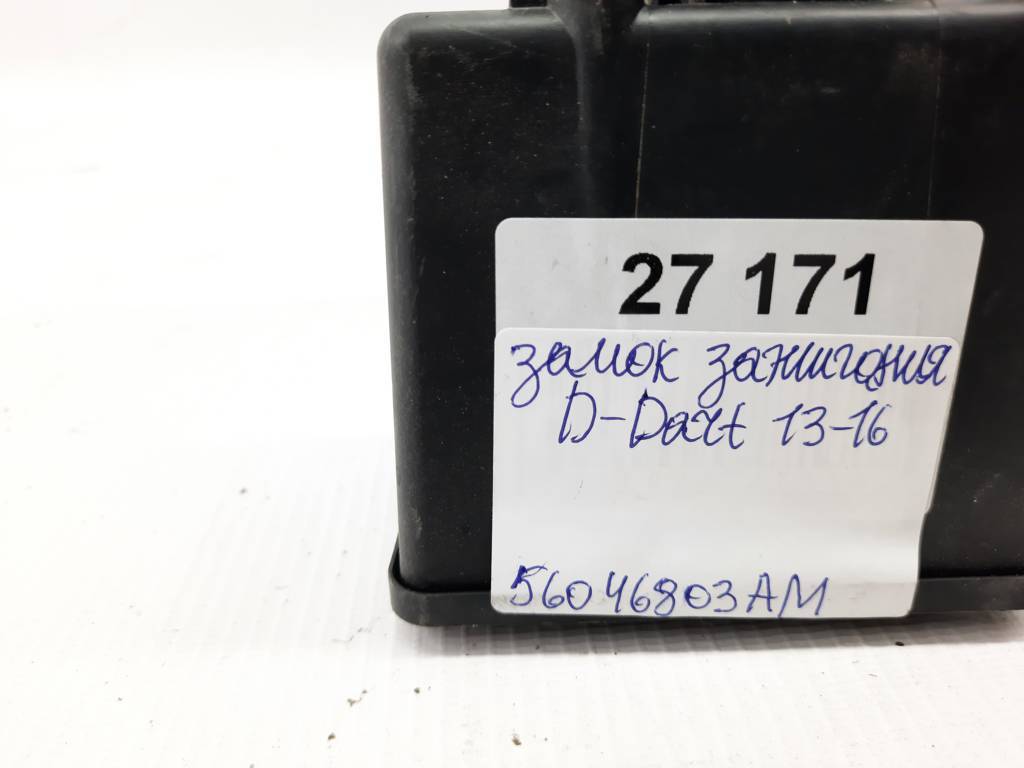 27 171
замок зажигания
D-Dart 13-16
56046803AM